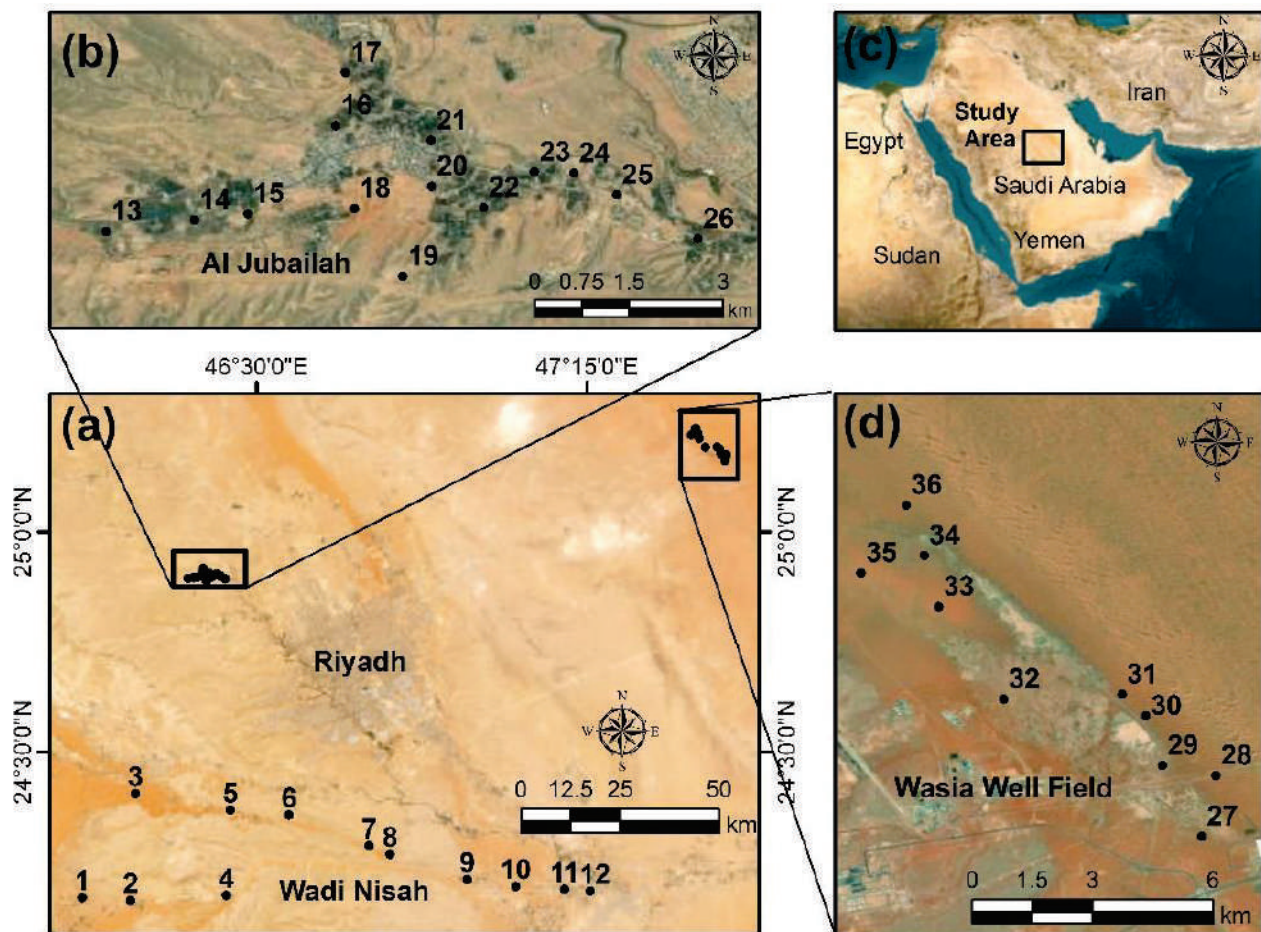 (b)
N
W E
S
17
16
21
23 24
20
25
14 15
18
22
13
26
19
Al Jubailah
0 0.75 1.5 3
km
(c)
N
W E
S
Iran
Study
Area
Egypt
Saudi Arabia
Yemen
Sudan
46°30'0"E 47°15'0"E
(a)
25°0'0"N
24°30'0"N
Riyadh
N
W E
S
3
5
6
0 12.5 25 50
km
7
8
9
10
11 12
1 2 4
Wadi Nisah
25°0'0"N
24°30'0"N
(d)
N
W E
S
36
34
35
33
31
32
30
29
28
Wasia Well Field
27
0 1.5 3 6
km